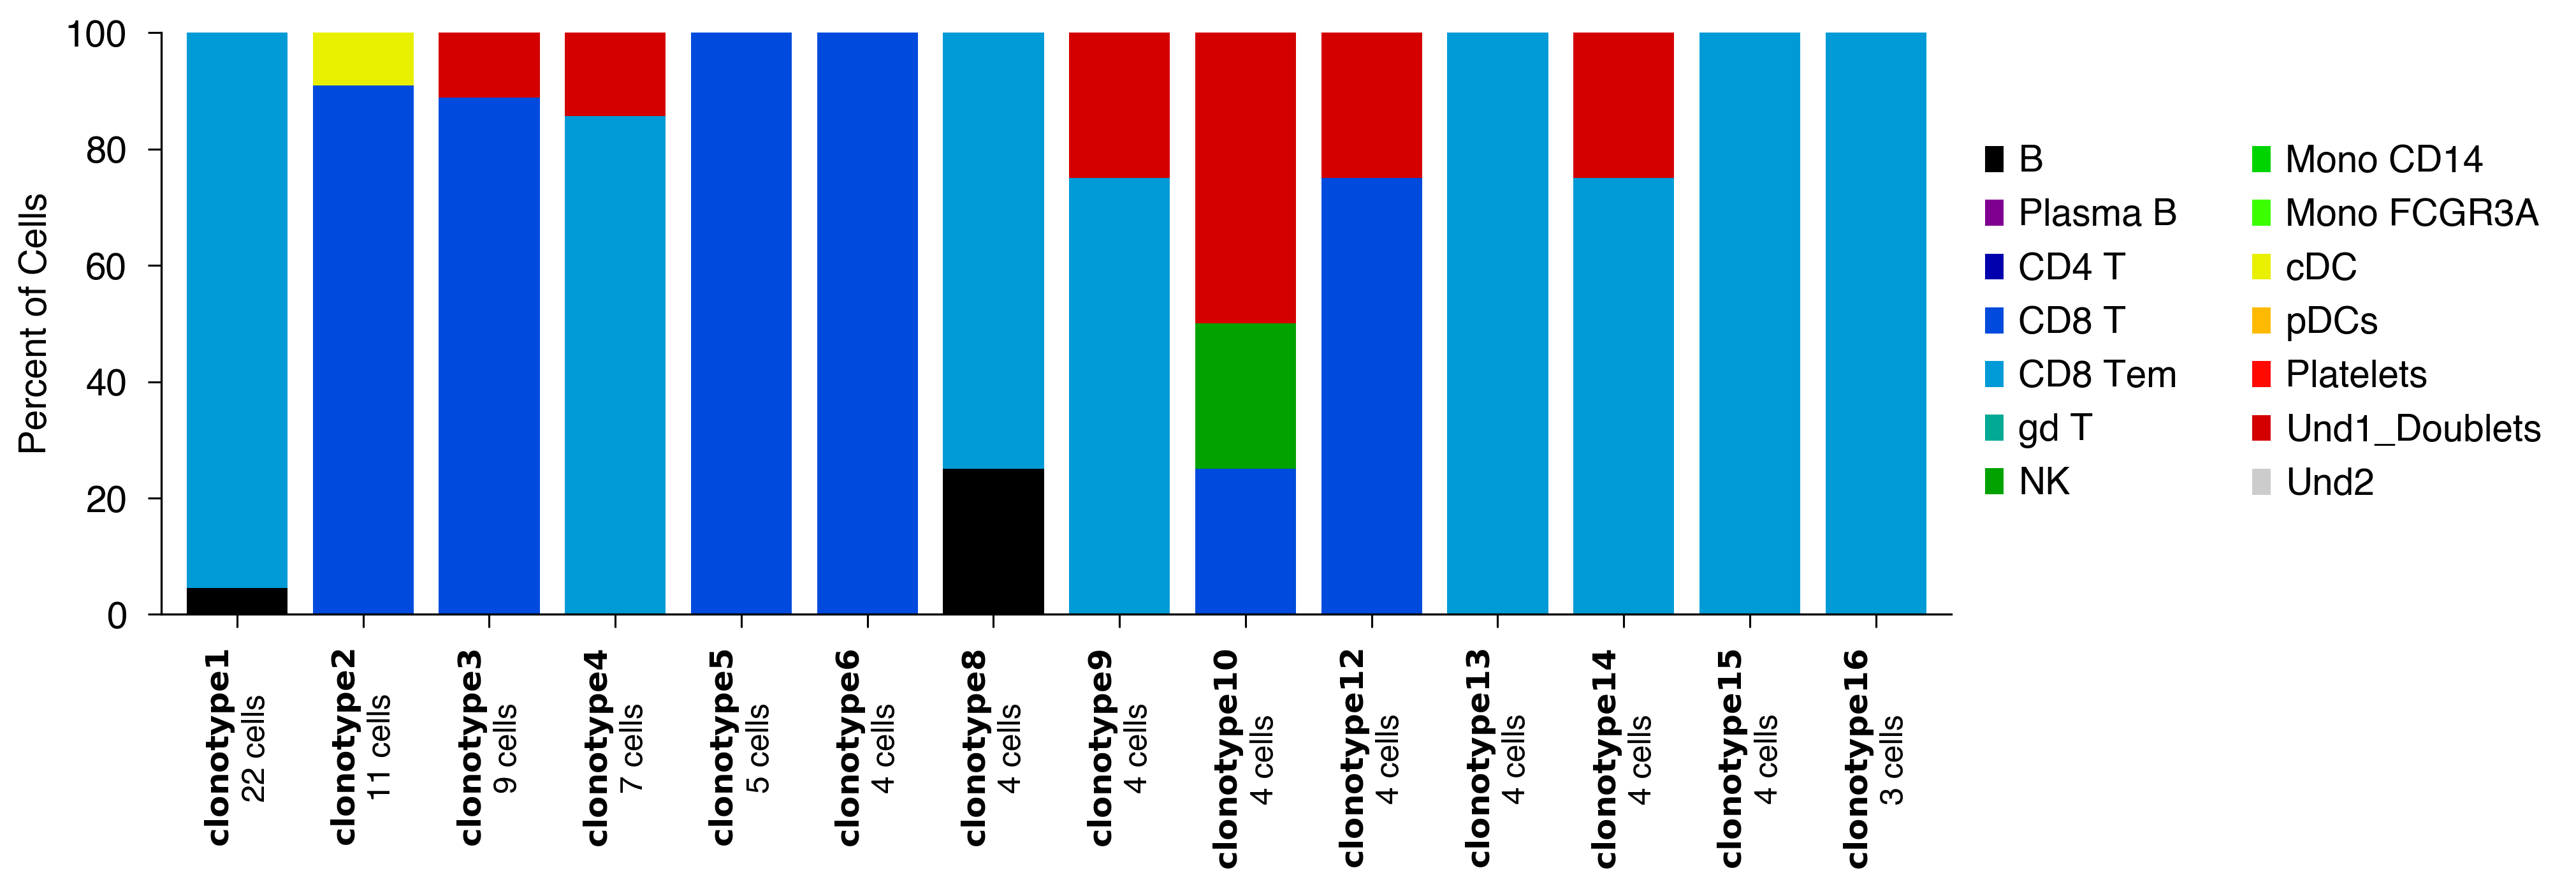 Percent of Cells
100
80
60
40
20
0
clonotype1
22 cells
clonotype2
11 cells
clonotype3
9 cells
clonotype4
7 cells
clonotype5
5 cells
clonotype6
4 cells
clonotype8
4 cells
clonotype9
4 cells
clonotype10
4 cells
clonotype12
4 cells
clonotype13
4 cells
clonotype14
4 cells
clonotype15
4 cells
clonotype16
3 cells
B
Plasma B
CD4 T
CD8 T
CD8 Tem
gd T
NK
Mono CD14
Mono FCGR3A
cDC
pDCs
Platelets
Und1_Doublets
Und2